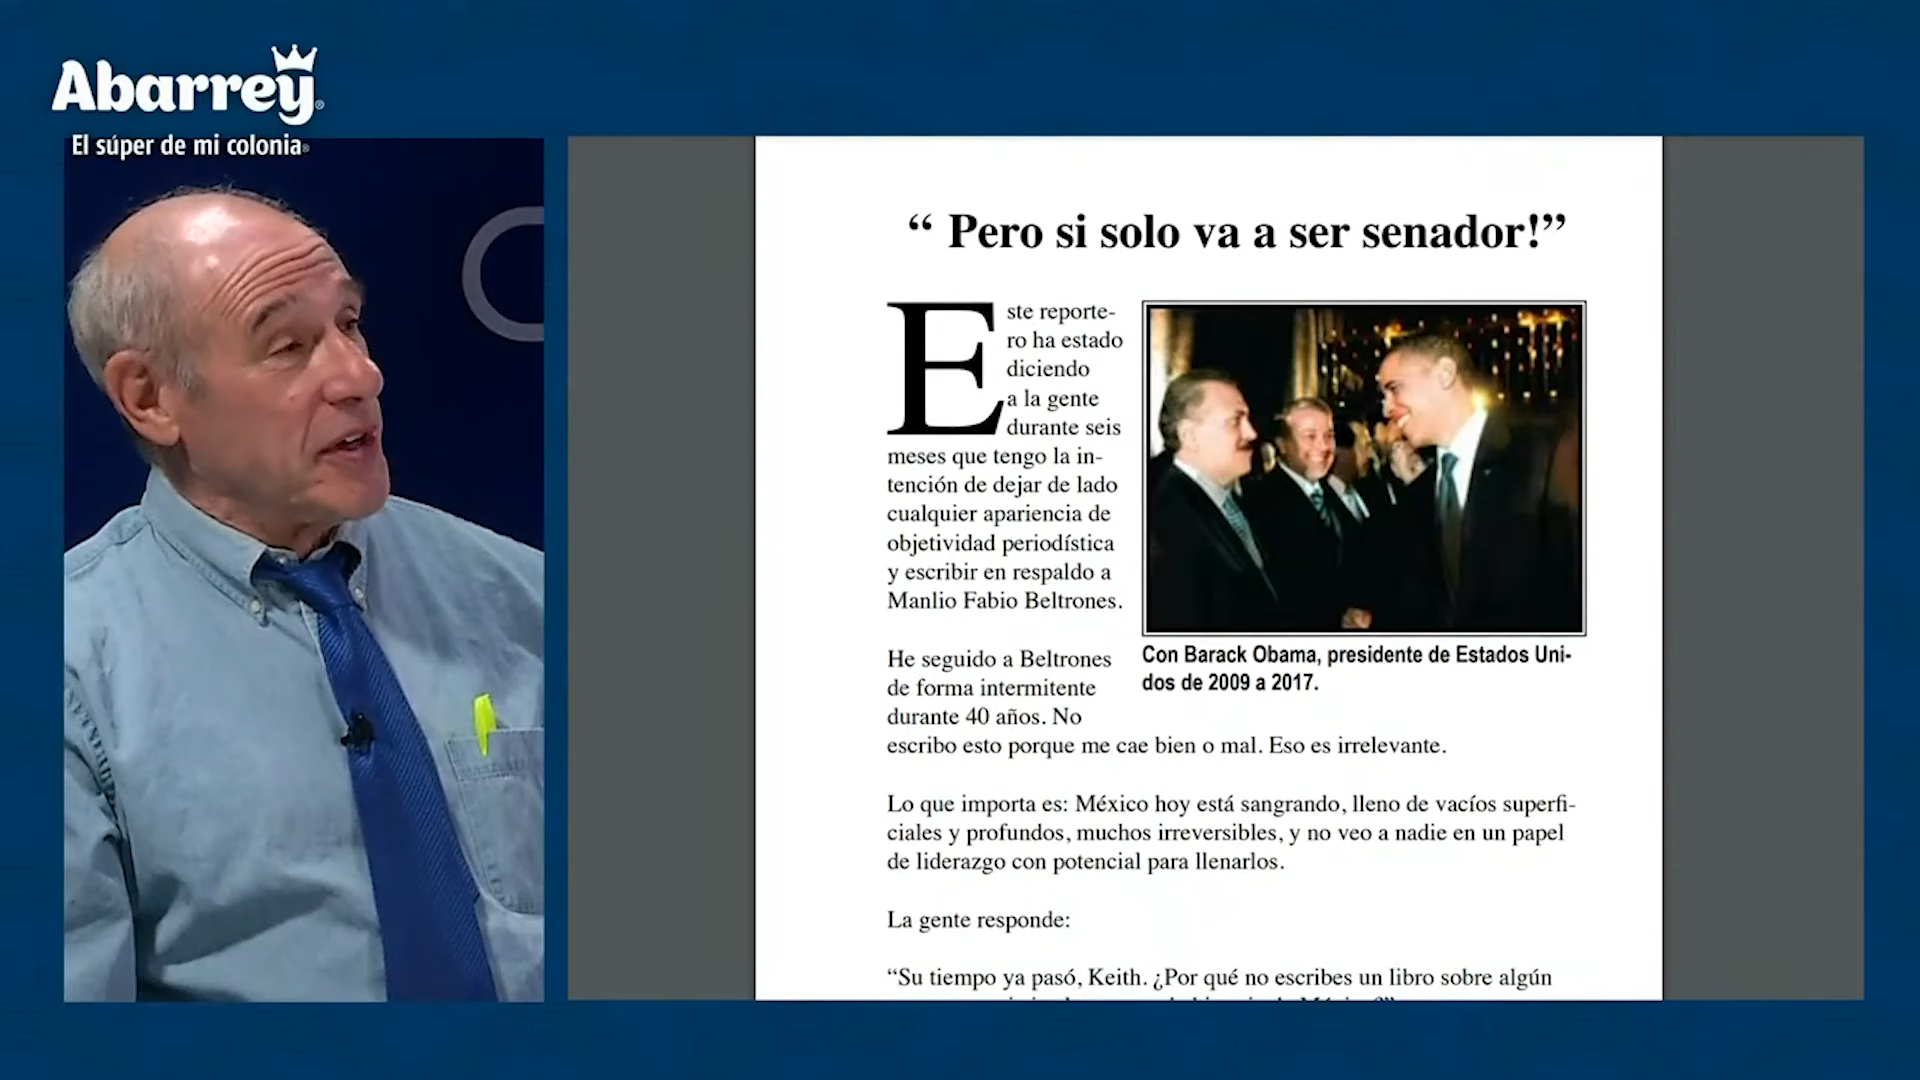 Abarrey
El súper de mi colonia
“ Pero si solo va a ser senador!”
Este reporte-
ro ha estado
diciendo
a la gente
durante seis
meses que tengo la in-
tención de dejar de lado
cualquier apariencia de
objetividad periodística
y escribir en respaldo a
Manlio Fabio Beltrones.
Con Barack Obama, presidente de Estados Uni-
dos de 2009 a 2017.
He seguido a Beltrones
de forma intermitente
durante 40 años. No
escribo esto porque me cae bien o mal. Eso es irrelevante.
Lo que importa es: México hoy está sangrando, lleno de vacíos superfi-
ciales y profundos, muchos irreversibles, y no veo a nadie en un papel
de liderazgo con potencial para llenarlos.
La gente responde:
“Su tiempo ya pasó, Keith. ¿Por qué no escribes un libro sobre algún